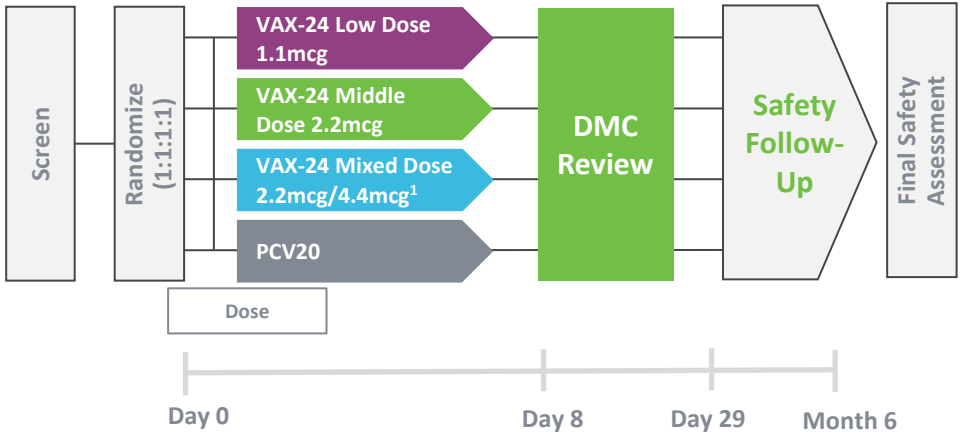 Screen
Randomize
(1:1:1:1)
VAX-24 Low Dose
1.1mcg
VAX-24 Middle
Dose 2.2mcg
VAX-24 Mixed Dose
2.2mcg/4.4mcg¹
PCV20
DMC
Review
Safety
Follow-
Up
Final Safety
Assessment
Dose
Day 0
Day 8
Day 29
Month 6